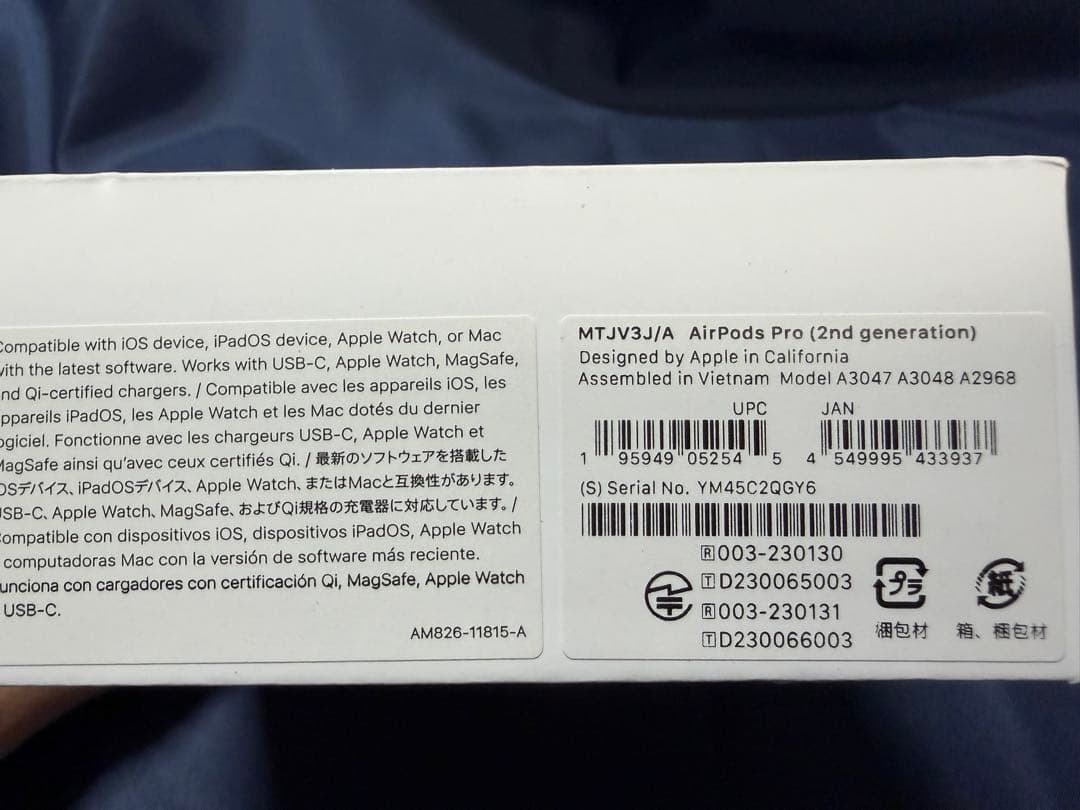 Compatible with iOS device, iPadOS device, Apple Watch, or Mac
with the latest software. Works with USB-C, Apple Watch, MagSafe,
and Qi-certified chargers. / Compatible avec les appareils iOS, les
appareils iPadOS, les Apple Watch et les Mac dotés du dernier
logiciel. Fonctionne avec les chargeurs USB-C, Apple Watch et
MagSafe ainsi qu'avec ceux certifiés Qi. / 最新のソフトウェアを搭載した
iOSデバイス、iPadOSデバイス、Apple Watch、またはMacと互換性があります。
USB-C、Apple Watch、MagSafe、およびQi規格の充電器に対応しています。 /
Compatible con dispositivos iOS, dispositivos iPadOS, Apple Watch
computadoras Mac con la versión de software más reciente.
Funciona con cargadores con certificación Qi, MagSafe, Apple Watch
USB-C.
AM826-11815-A
MTJV3J/A AirPods Pro (2nd generation)
Designed by Apple in California
Assembled in Vietnam Model A3047 A3048 A2968
UPC JAN
1 95949 05254 5 4 549995 433937
(S) Serial No. YM45C2QGY6
R 003-230130
T D230065003
R 003-230131
T D230066003
プラ
梱包材
紙
箱、梱包材